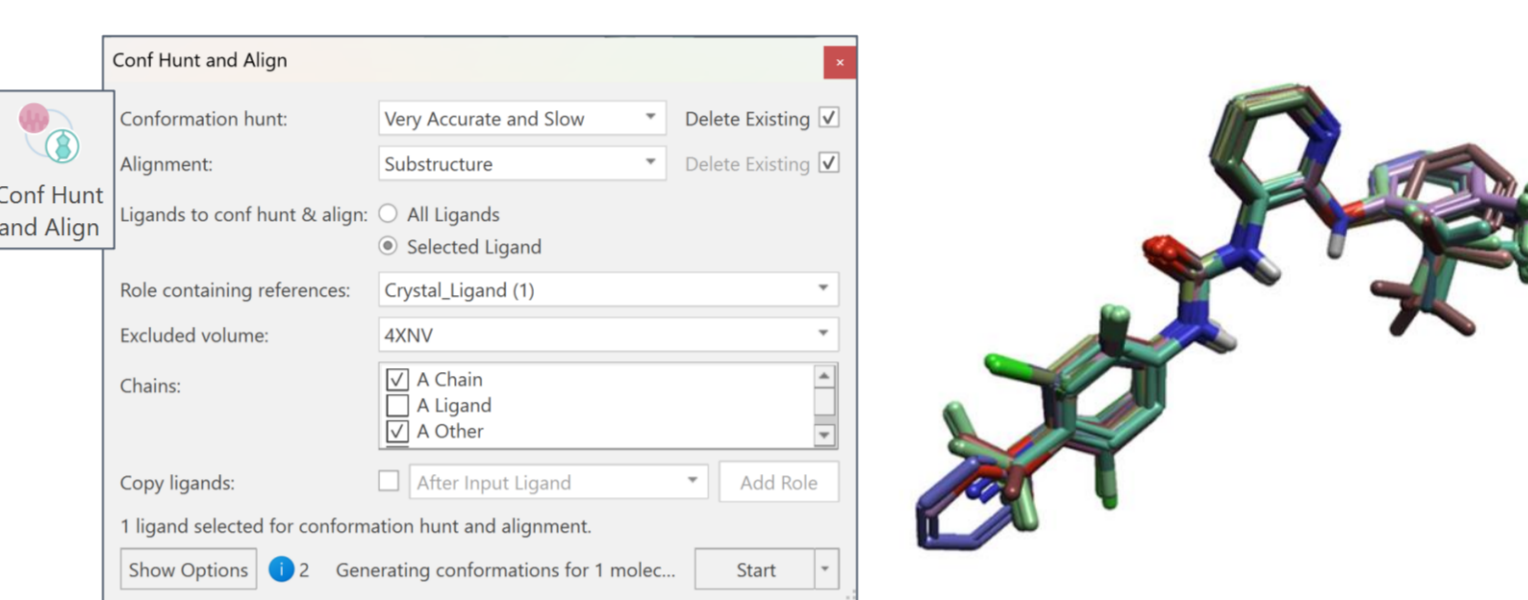 Conf Hunt and Align
Conformation hunt: Very Accurate and Slow Delete Existing
Conf Hunt
and Align
Alignment: Substructure Delete Existing
Ligands to conf hunt & align: All Ligands
Selected Ligand
Role containing references: Crystal_Ligand (1)
Excluded volume: 4XNV
Chains: A Chain
A Ligand
A Other
Copy ligands: After Input Ligand Add Role
1 ligand selected for conformation hunt and alignment.
Show Options i 2 Generating conformations for 1 molec... Start